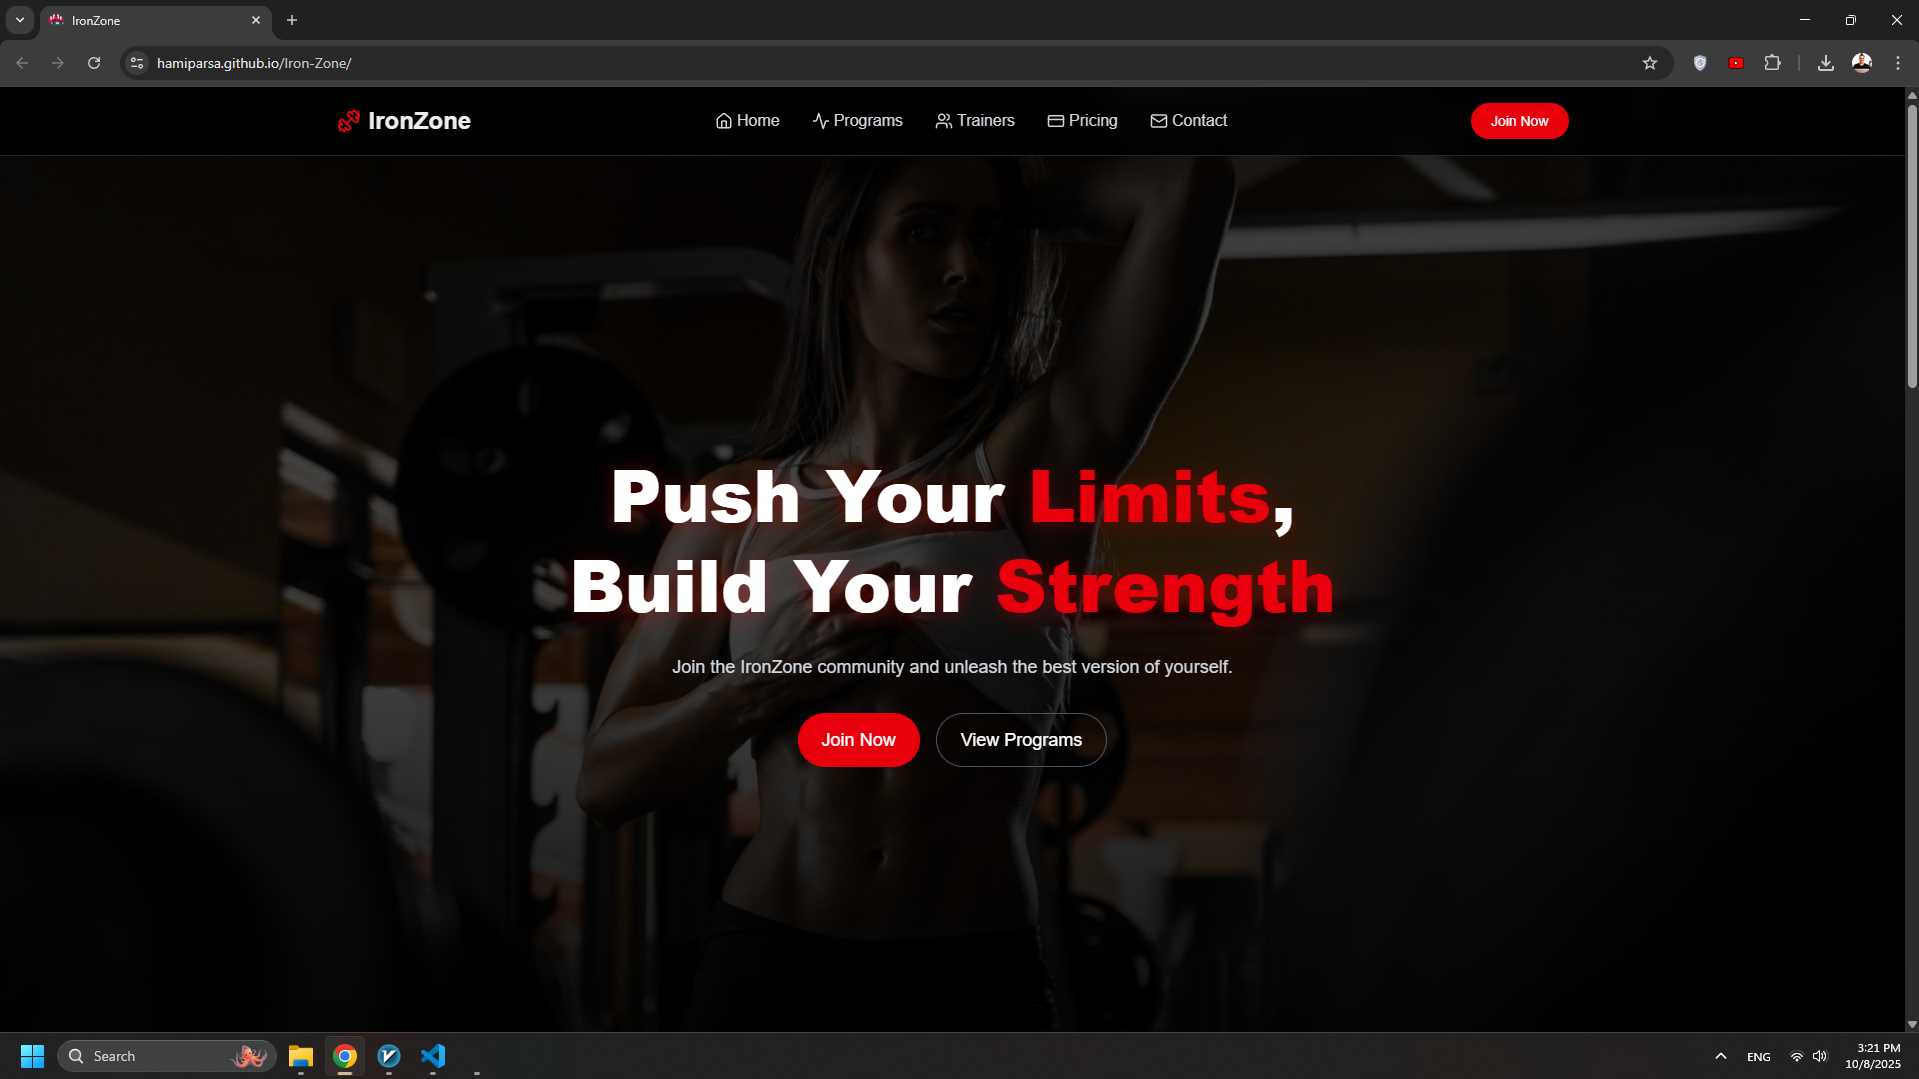 IronZone
hamiparsa.github.io/Iron-Zone/
IronZone
Home
Programs
Trainers
Pricing
Contact
Join Now
Push Your Limits,
Build Your Strength
Join the IronZone community and unleash the best version of yourself.
Join Now
View Programs
Search
ENG
3:21 PM
10/8/2025